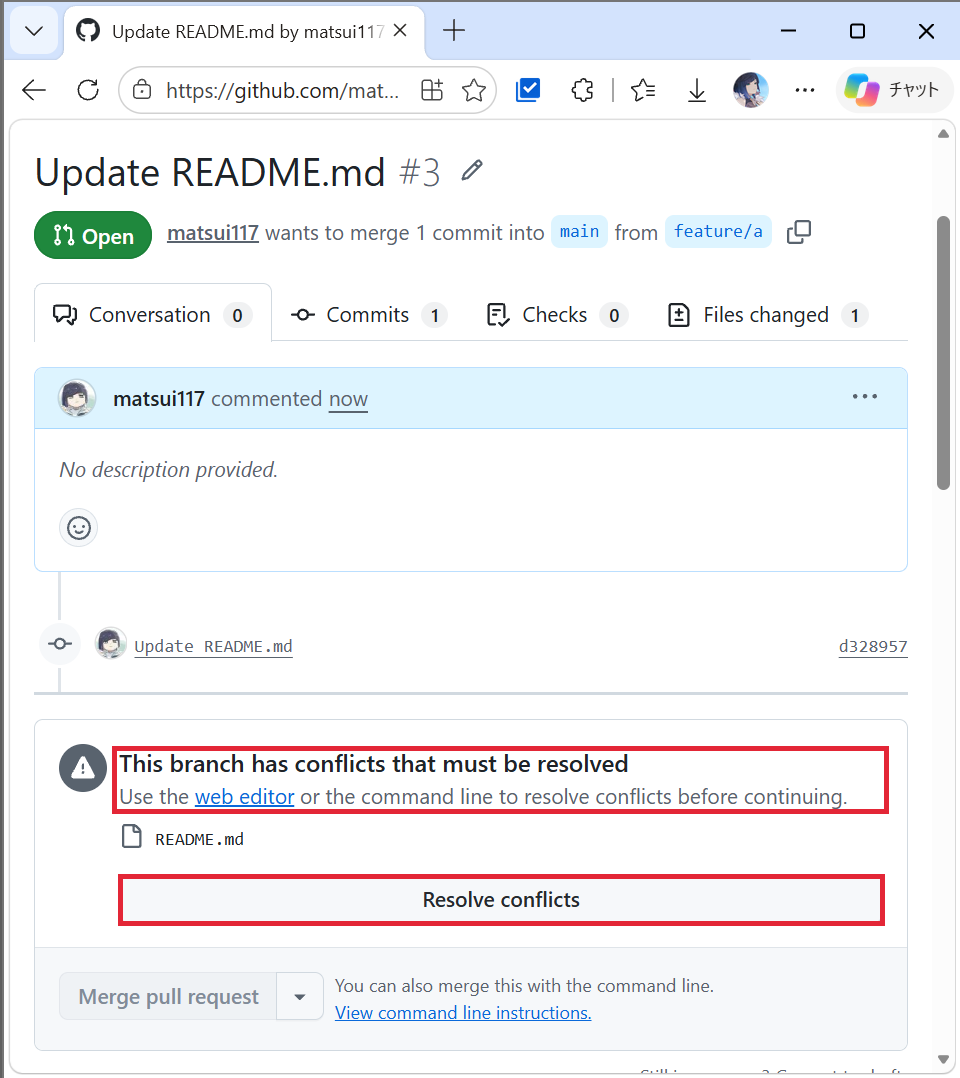 Update README.md by matsui117
https://github.com/mat...
チャット
Update README.md #3
Open
matsui117 wants to merge 1 commit into main from feature/a
Conversation 0
Commits 1
Checks 0
Files changed 1
matsui117 commented now
No description provided.
Update README.md
d328957
This branch has conflicts that must be resolved
Use the web editor or the command line to resolve conflicts before continuing.
README.md
Resolve conflicts
Merge pull request
You can also merge this with the command line.
View command line instructions.